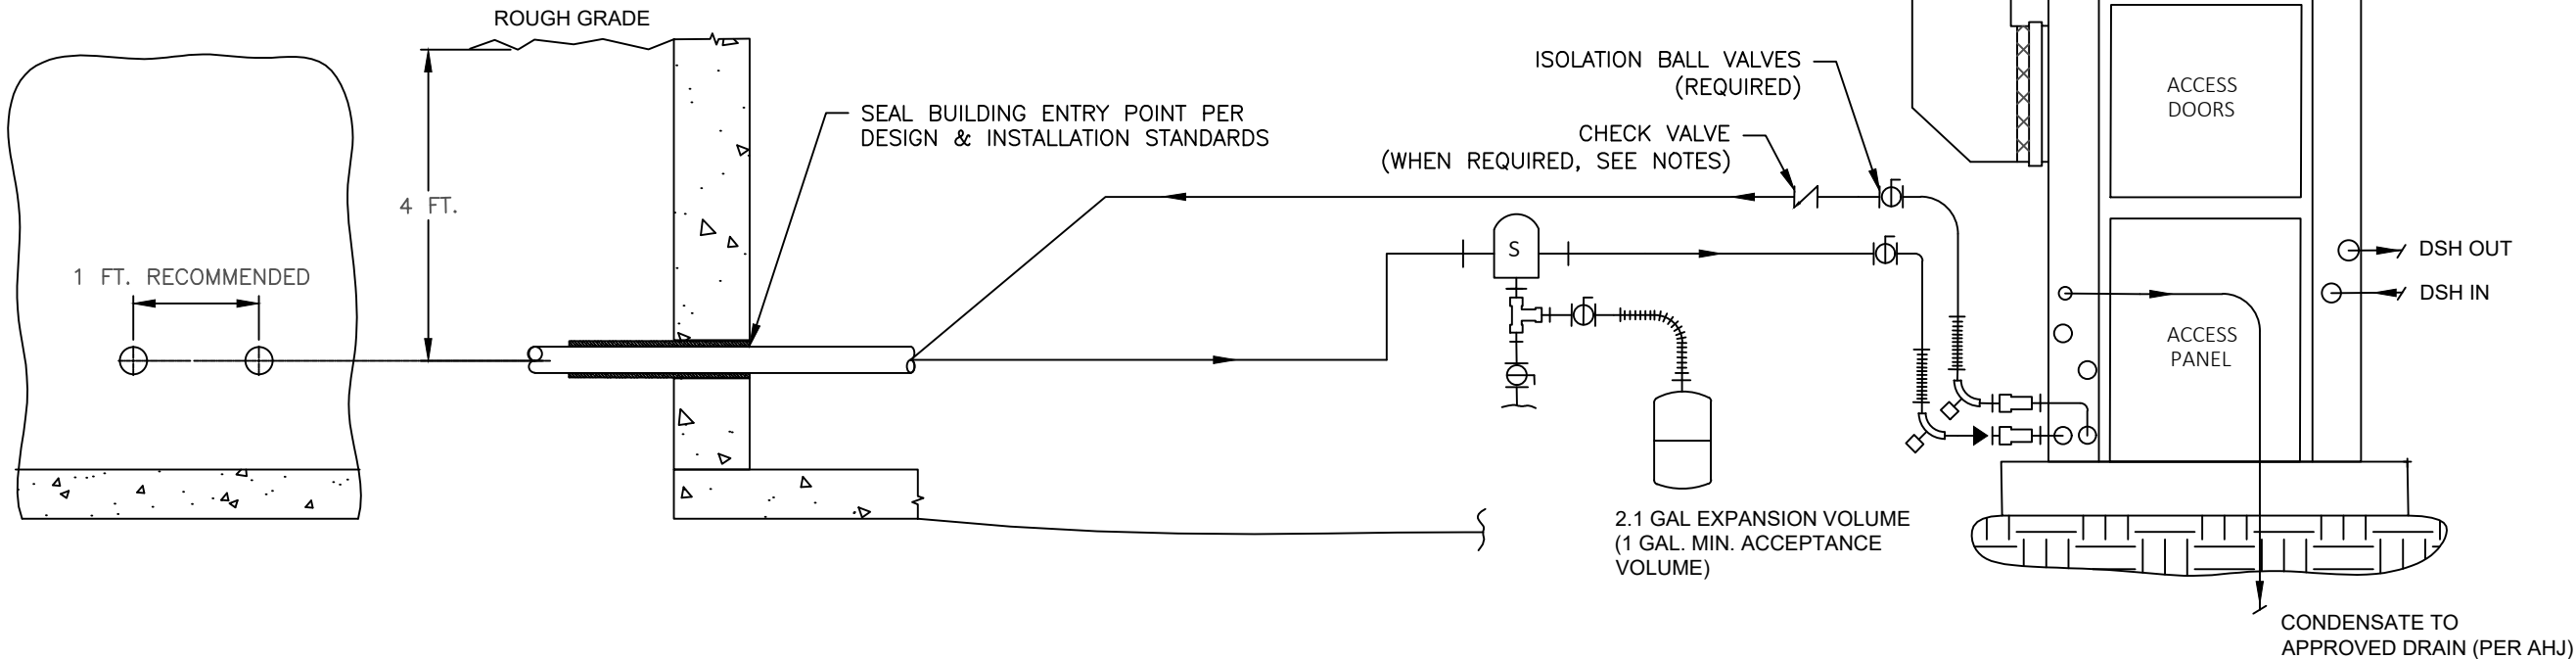 ROUGH GRADE
4 FT.
1 FT. RECOMMENDED
SEAL BUILDING ENTRY POINT PER
DESIGN & INSTALLATION STANDARDS
ISOLATION BALL VALVES
(REQUIRED)
CHECK VALVE
(WHEN REQUIRED, SEE NOTES)
S
2.1 GAL EXPANSION VOLUME
(1 GAL. MIN. ACCEPTANCE
VOLUME)
ACCESS
DOORS
ACCESS
PANEL
DSH OUT
DSH IN
CONDENSATE TO
APPROVED DRAIN (PER AHJ)